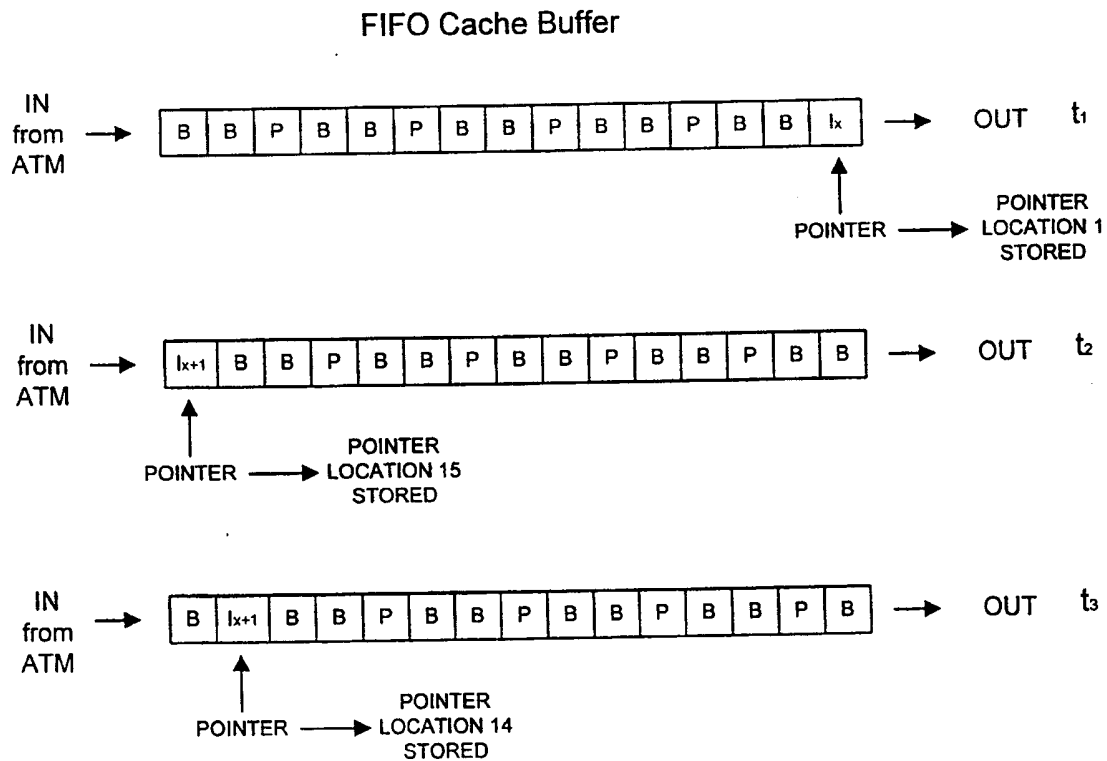 FIFO Cache Buffer
IN
from
ATM
B B P B B P B B P B B P B B Ix
OUT t1
POINTER
POINTER
LOCATION 1
STORED
IN
from
ATM
Ix+1 B B P B B P B B P B B P B B
OUT t2
POINTER
POINTER
LOCATION 15
STORED
IN
from
ATM
B Ix+1 B B P B B P B B P B B P B
OUT t3
POINTER
POINTER
LOCATION 14
STORED